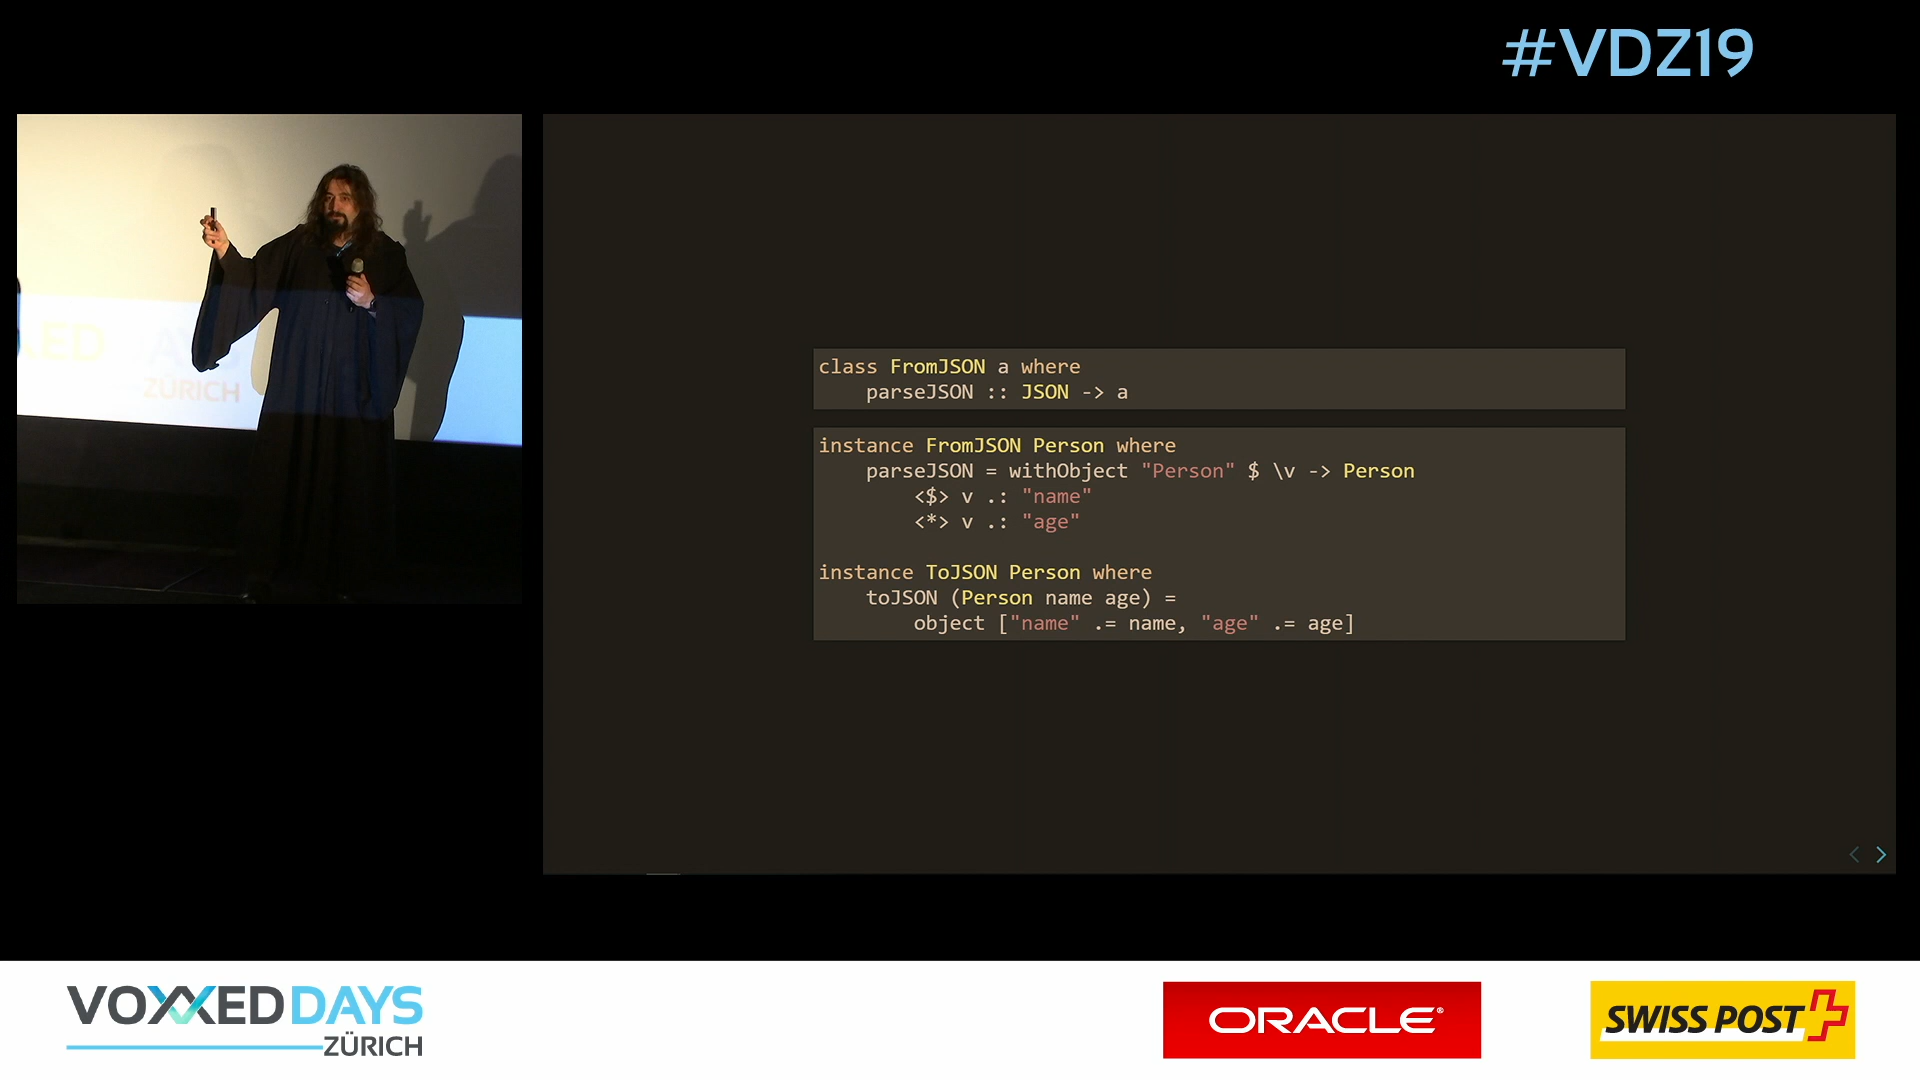 #VDZ19
ZÜRICH
class FromJSON a where
    parseJSON :: JSON -> a
instance FromJSON Person where
    parseJSON = withObject "Person" $ \v -> Person
        <$> v .: "name"
        <*> v .: "age"
instance ToJSON Person where
    toJSON (Person name age) =
        object ["name" .= name, "age" .= age]
VOXXED DAYS
ZÜRICH
ORACLE®
SWISS POST